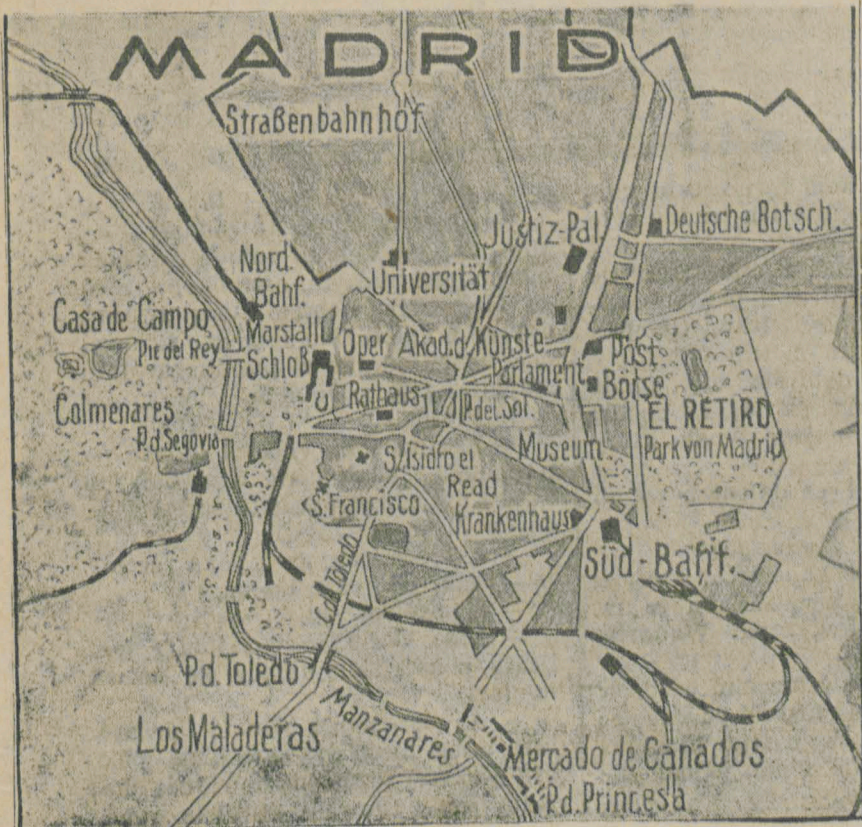 MADRID
Straßenbahnhof
Justiz-Pal.
Deutsche Botsch.
Nord-
Bahf.
Universität
Casa de Campo
Pte del Rey
Marstall
Schloß
Oper
Akad. d. Künste
Post
Parlament
Börse
Colmenares
Rathaus
P. del. Sol.
EL RETIRO
Park von Madrid
P. d. Segovia
Museum
S. Isidro el
Read
S. Francisco
Krankenhaus
Süd-Bahf.
Call. Toledo
P. d. Toledo
Manzanares
Los Maladeras
Mercado de Canados
P. d. Princesa